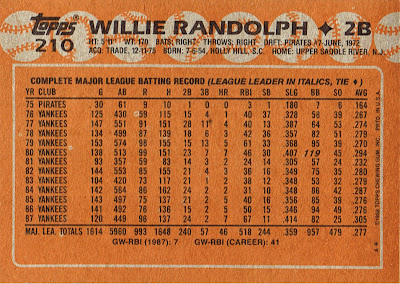 Topps
210
WILLIE RANDOLPH ✦ 2B
HT: 5'11" WT: 170 BATS: RIGHT THROWS: RIGHT DRAFT: PIRATES #7-JUNE, 1972
ACQ: TRADE, 12-11-75 BORN: 7-6-54, HOLLY HILL, S.C. HOME: UPPER SADDLE RIVER, N.J.
COMPLETE MAJOR LEAGUE BATTING RECORD (LEAGUE LEADER IN ITALICS, TIE ✦)
YR CLUB G AB R H 2B 3B HR RBI SB SLG BB SO AVG
75 PIRATES 30 61 9 10 1 0 0 3 1 .180 7 6 .164
76 YANKEES 125 430 59 115 15 4 1 40 37 .328 58 39 .267
77 YANKEES 147 551 91 151 28 11 4 40 13 .387 64 53 .274
78 YANKEES 134 499 87 139 18 6 3 42 36 .357 82 51 .279
79 YANKEES 153 574 98 155 15 13 5 61 33 .368 95 39 .270
80 YANKEES 138 513 99 151 23 7 7 46 30 .407 119 45 .294
81 YANKEES 93 357 59 83 14 3 2 24 14 .305 57 24 .232
82 YANKEES 144 553 85 155 21 4 3 36 16 .349 75 35 .280
83 YANKEES 104 420 73 117 21 1 2 38 12 .348 53 32 .279
84 YANKEES 142 564 86 162 24 2 2 31 10 .348 86 42 .287
85 YANKEES 143 497 75 137 21 2 5 40 16 .356 85 39 .276
86 YANKEES 141 492 76 136 15 2 5 50 15 .346 94 49 .276
87 YANKEES 120 449 96 137 24 2 7 67 11 .414 82 25 .305
MAJ. LEA. TOTALS 1614 5960 993 1648 240 57 46 518 244 .357 957 479 .277
GW-RBI (1987): 7 GW-RBI (CAREER): 41